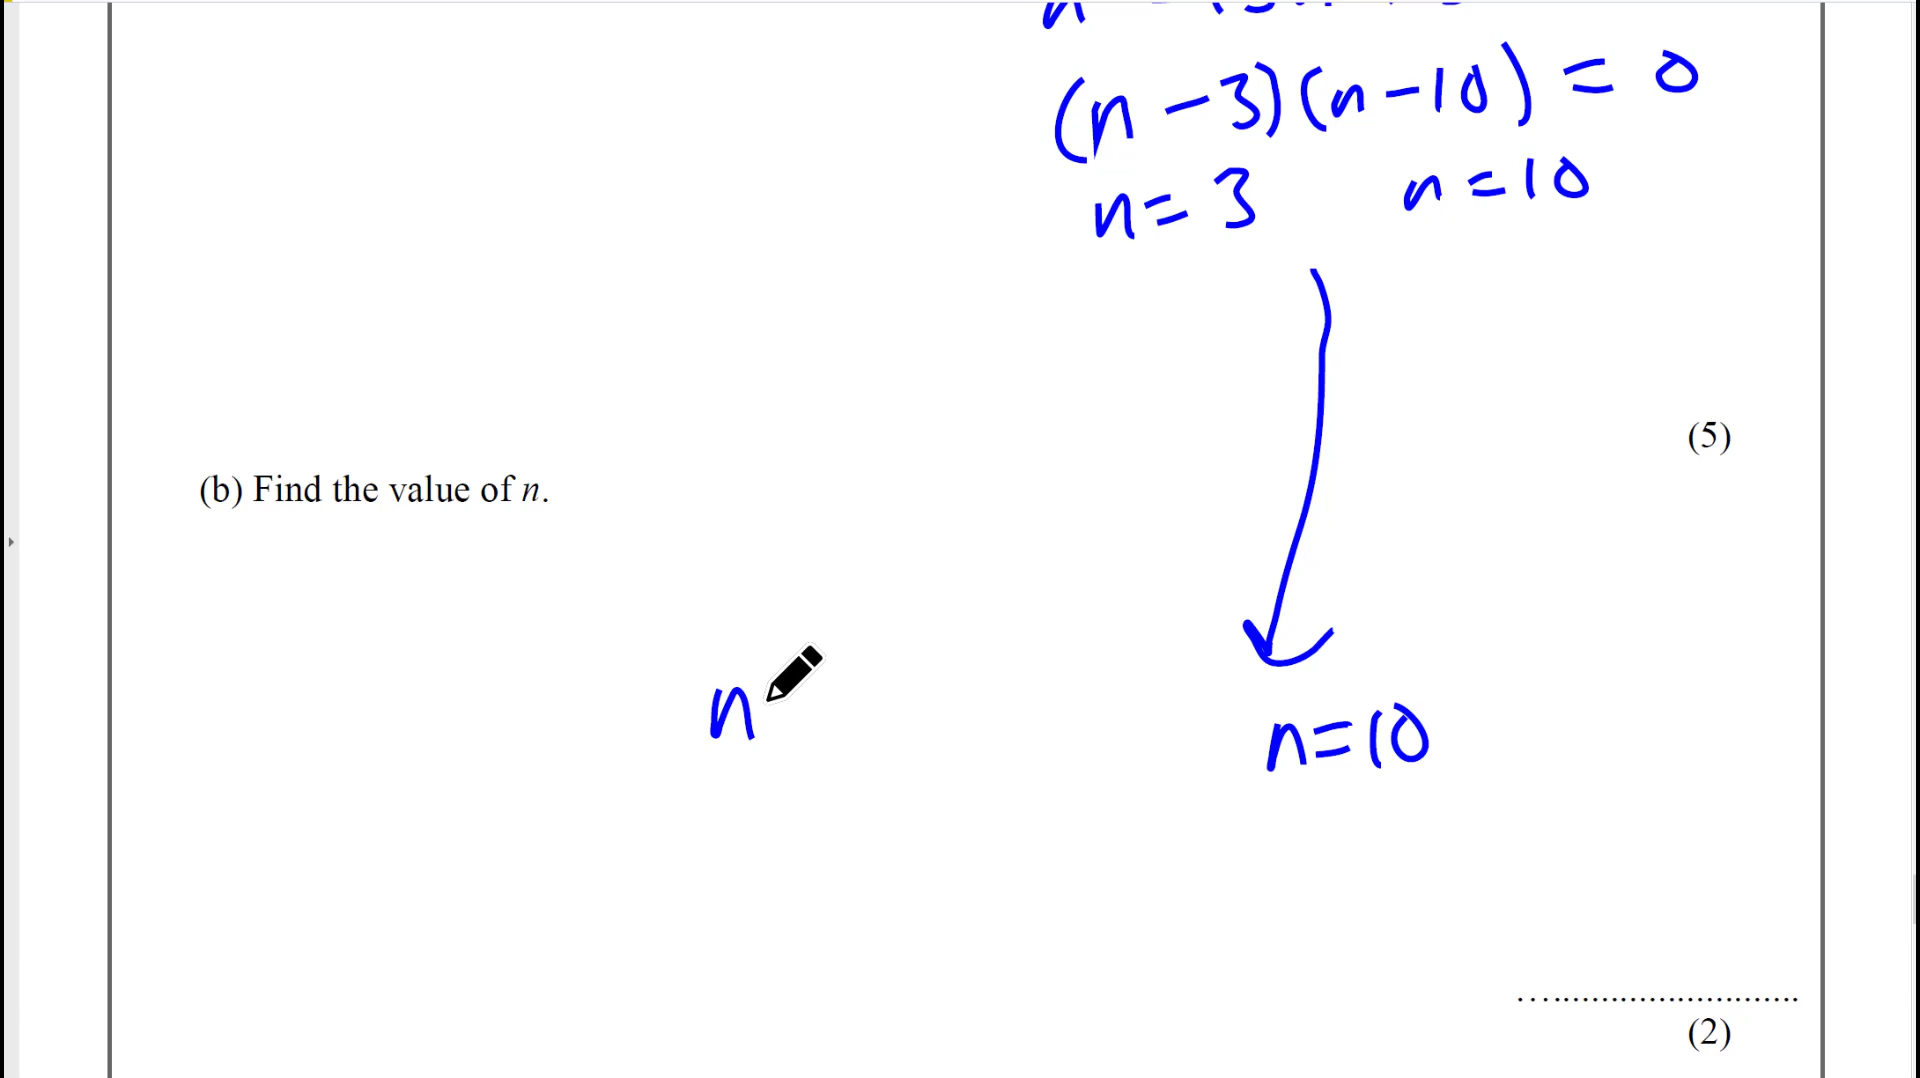 (n - 3)(n - 10) = 0
n = 3 n = 10
(5)
(b) Find the value of n.
n
n = 10
..............................
(2)